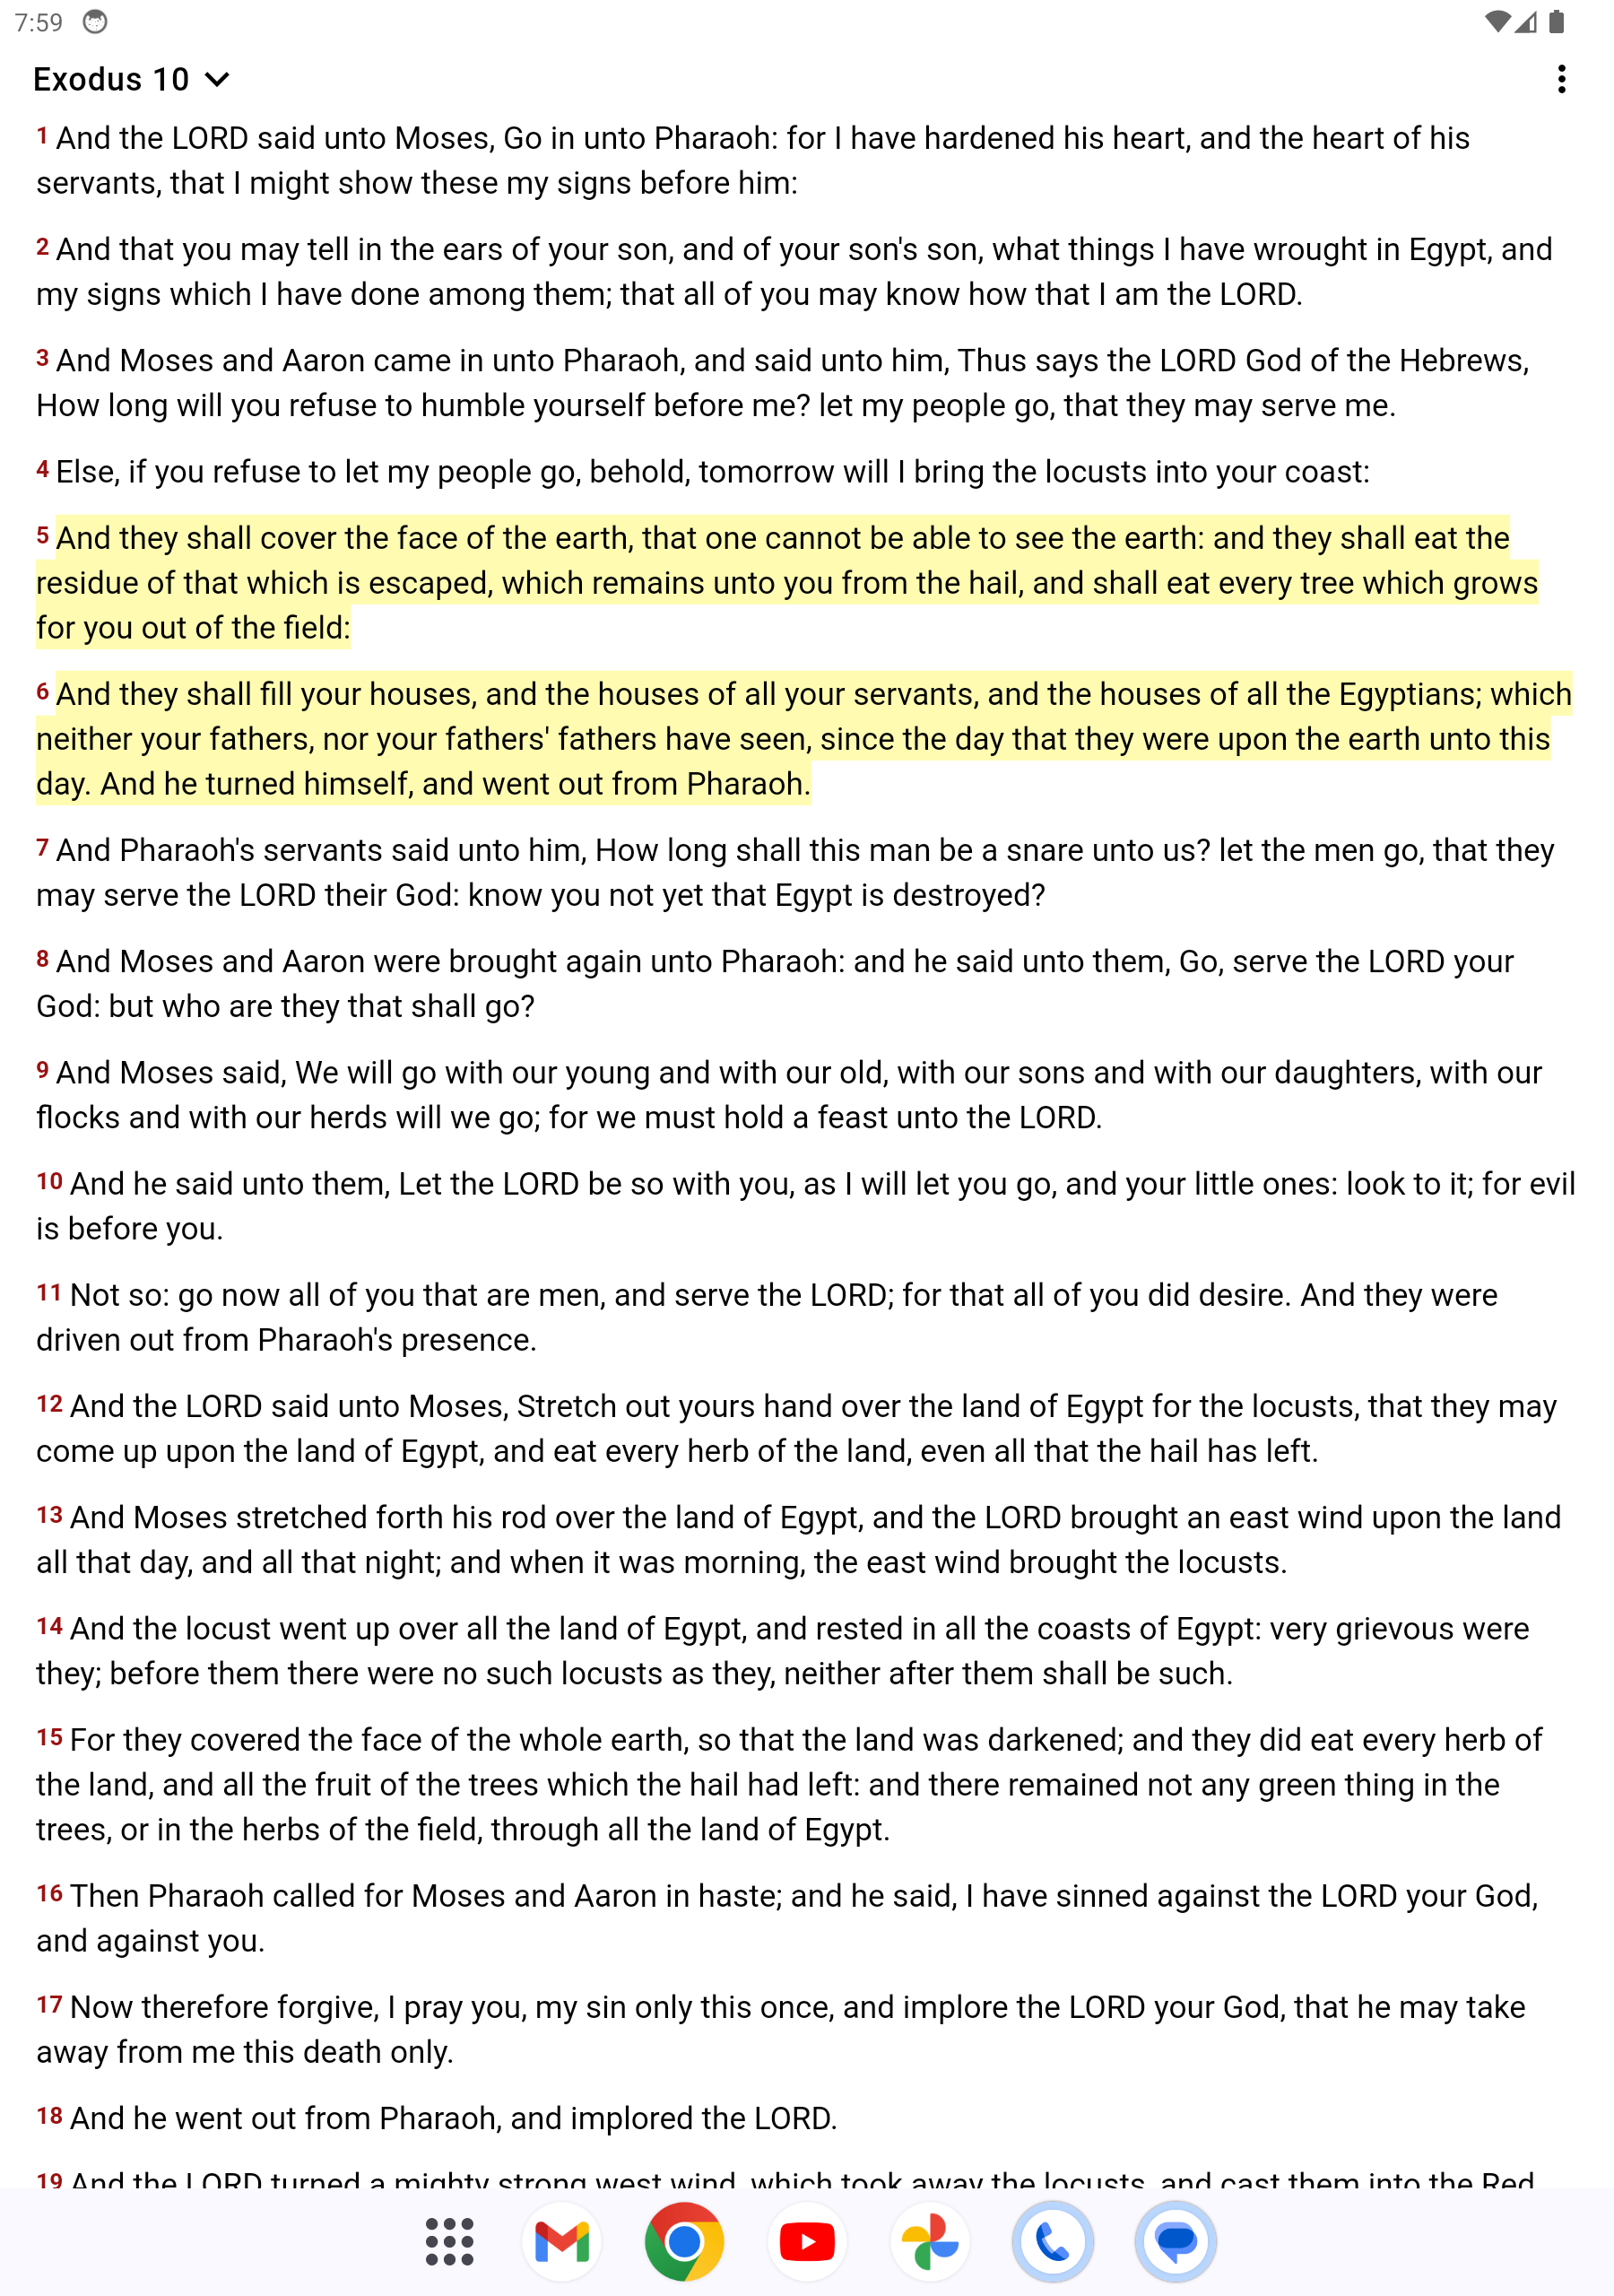 7:59
Exodus 10
1 And the LORD said unto Moses, Go in unto Pharaoh: for I have hardened his heart, and the heart of his
servants, that I might show these my signs before him:
2 And that you may tell in the ears of your son, and of your son's son, what things I have wrought in Egypt, and
my signs which I have done among them; that all of you may know how that I am the LORD.
3 And Moses and Aaron came in unto Pharaoh, and said unto him, Thus says the LORD God of the Hebrews,
How long will you refuse to humble yourself before me? let my people go, that they may serve me.
4 Else, if you refuse to let my people go, behold, tomorrow will I bring the locusts into your coast:
5 And they shall cover the face of the earth, that one cannot be able to see the earth: and they shall eat the
residue of that which is escaped, which remains unto you from the hail, and shall eat every tree which grows
for you out of the field:
6 And they shall fill your houses, and the houses of all your servants, and the houses of all the Egyptians; which
neither your fathers, nor your fathers' fathers have seen, since the day that they were upon the earth unto this
day. And he turned himself, and went out from Pharaoh.
7 And Pharaoh's servants said unto him, How long shall this man be a snare unto us? let the men go, that they
may serve the LORD their God: know you not yet that Egypt is destroyed?
8 And Moses and Aaron were brought again unto Pharaoh: and he said unto them, Go, serve the LORD your
God: but who are they that shall go?
9 And Moses said, We will go with our young and with our old, with our sons and with our daughters, with our
flocks and with our herds will we go; for we must hold a feast unto the LORD.
10 And he said unto them, Let the LORD be so with you, as I will let you go, and your little ones: look to it; for evil
is before you.
11 Not so: go now all of you that are men, and serve the LORD; for that all of you did desire. And they were
driven out from Pharaoh's presence.
12 And the LORD said unto Moses, Stretch out yours hand over the land of Egypt for the locusts, that they may
come up upon the land of Egypt, and eat every herb of the land, even all that the hail has left.
13 And Moses stretched forth his rod over the land of Egypt, and the LORD brought an east wind upon the land
all that day, and all that night; and when it was morning, the east wind brought the locusts.
14 And the locust went up over all the land of Egypt, and rested in all the coasts of Egypt: very grievous were
they; before them there were no such locusts as they, neither after them shall be such.
15 For they covered the face of the whole earth, so that the land was darkened; and they did eat every herb of
the land, and all the fruit of the trees which the hail had left: and there remained not any green thing in the
trees, or in the herbs of the field, through all the land of Egypt.
16 Then Pharaoh called for Moses and Aaron in haste; and he said, I have sinned against the LORD your God,
and against you.
17 Now therefore forgive, I pray you, my sin only this once, and implore the LORD your God, that he may take
away from me this death only.
18 And he went out from Pharaoh, and implored the LORD.
19 And the LORD turned a mighty strong west wind, which took away the locusts, and cast them into the Red